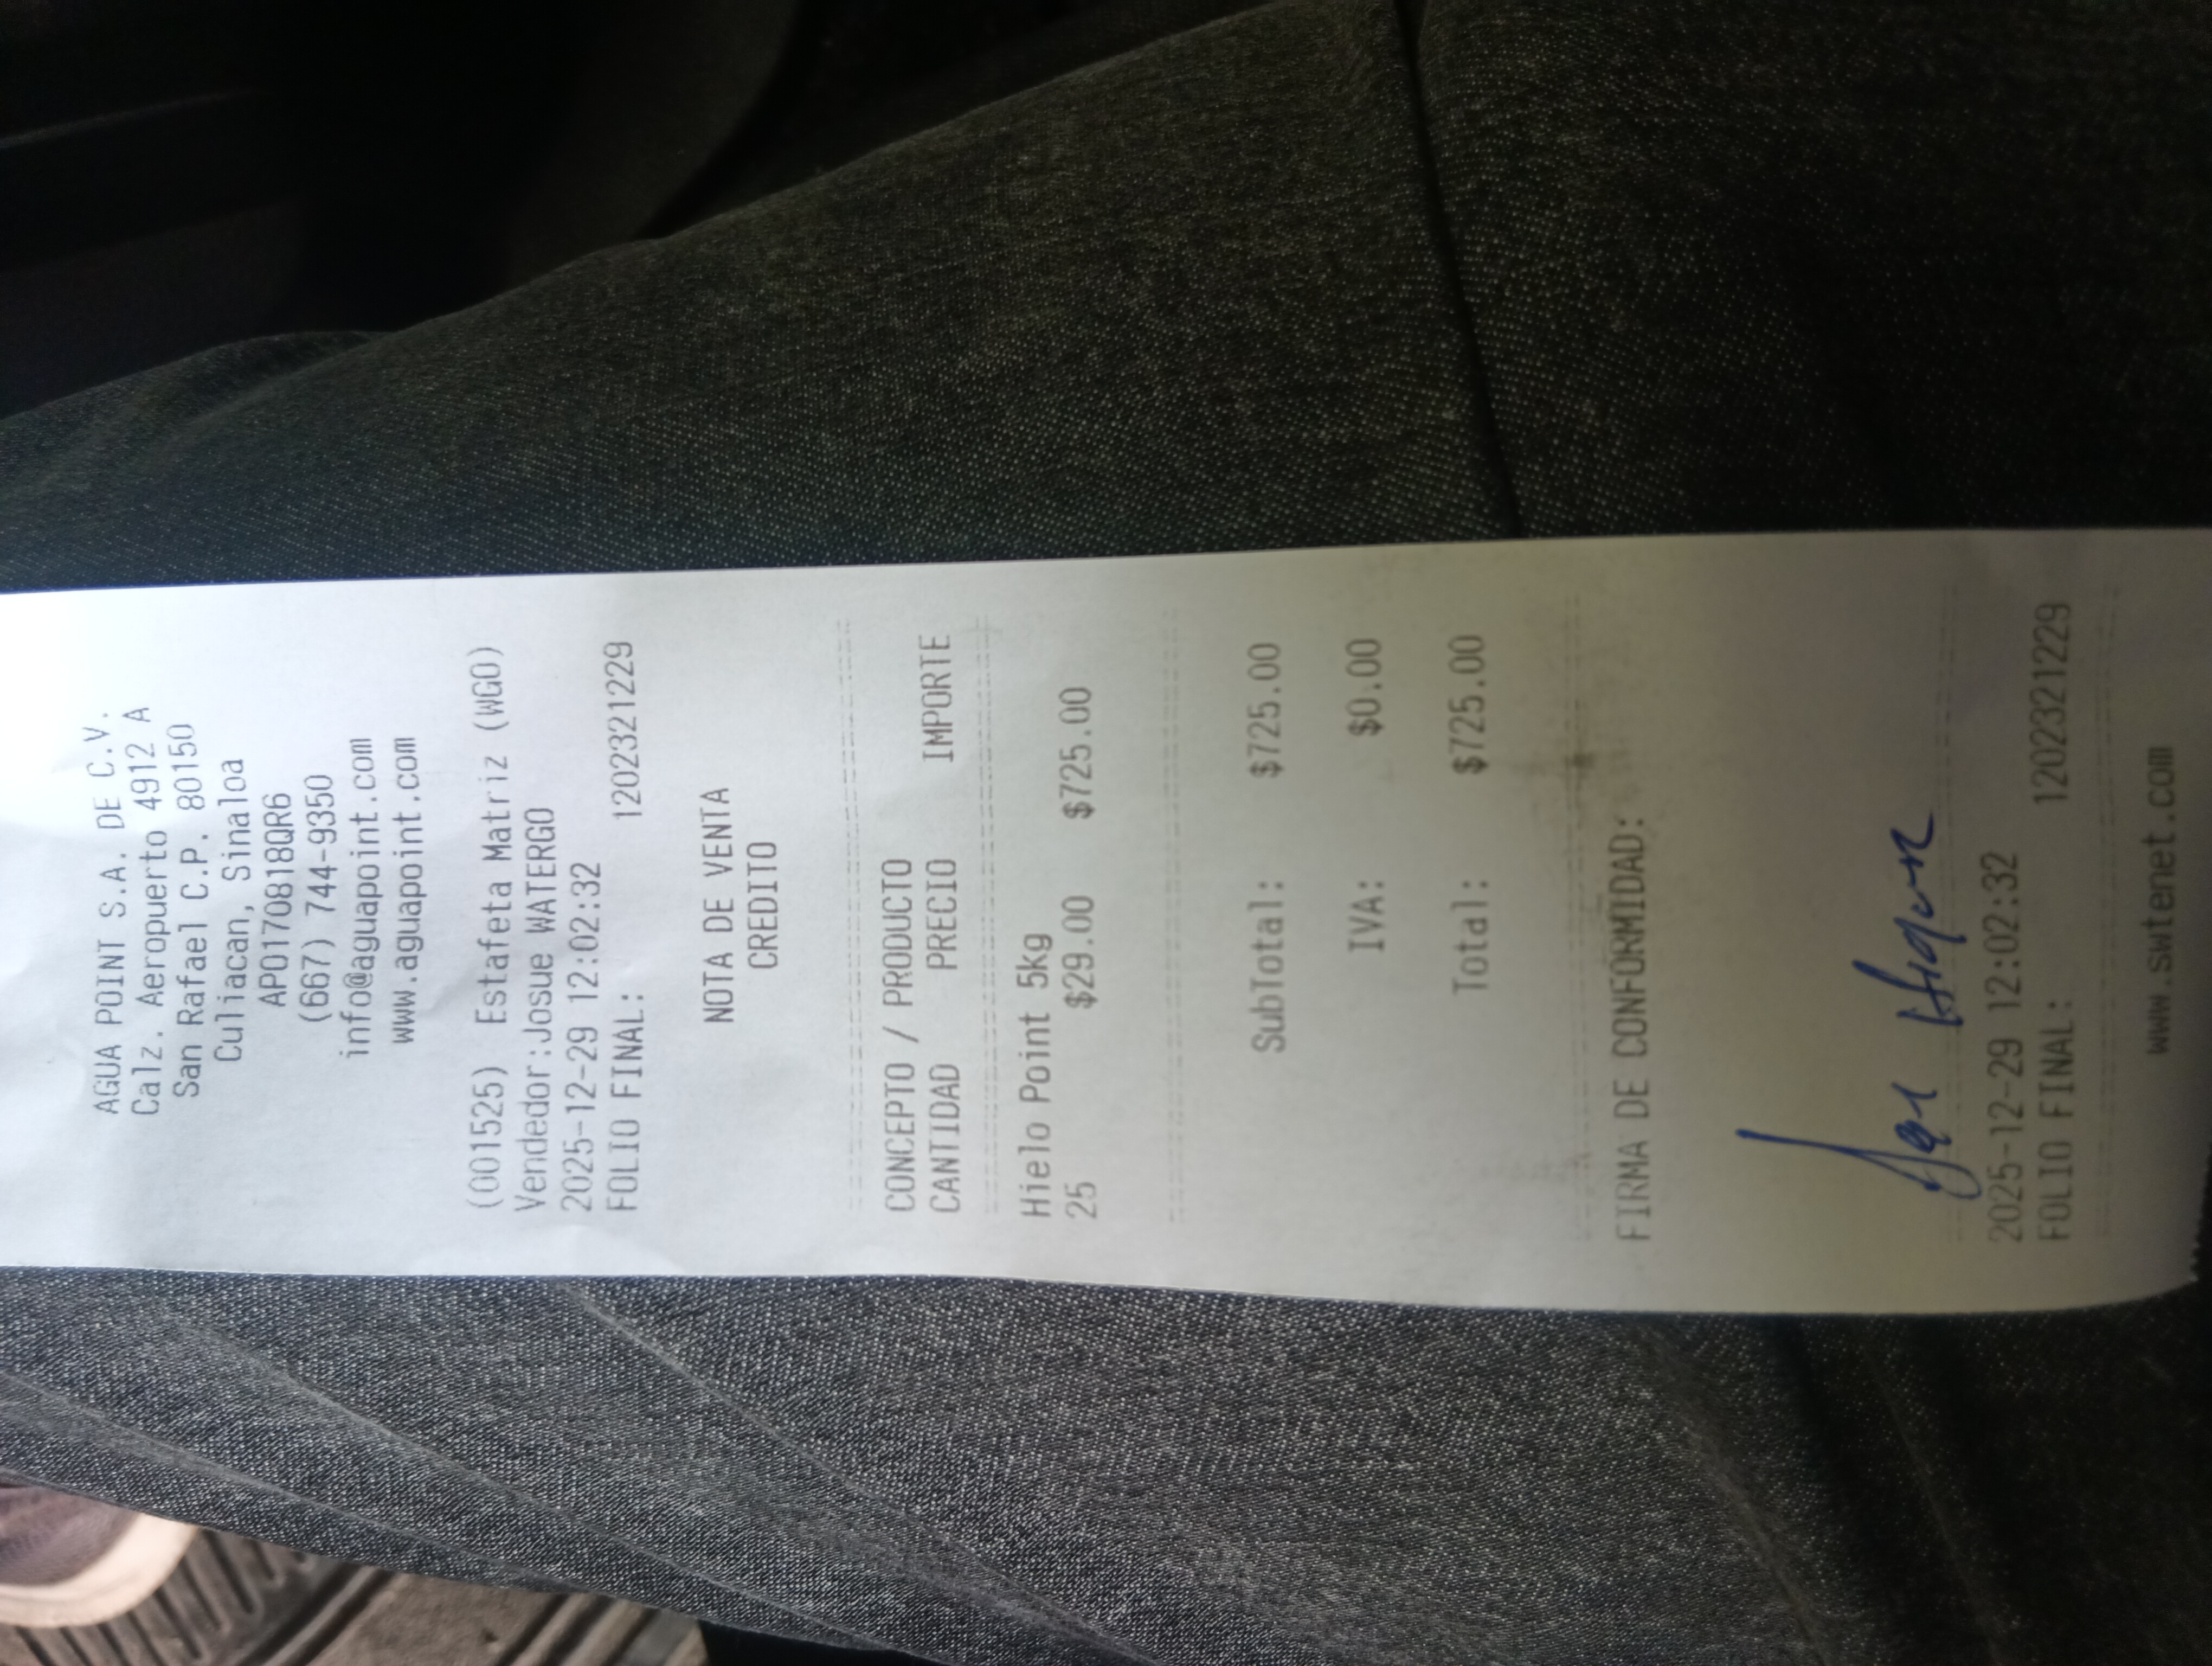 AGUA POINT S.A. DE C.V.
Calz. Aeropuerto 4912 A
San Rafael C.P. 80150
Culiacan, Sinaloa
APO170818QR6
(667) 744-9350
info@aguapoint.com
www.aguapoint.com
(001525) Estafeta Matriz (WGO)
Vendedor:Josue WATERGO
2025-12-29 12:02:32
FOLIO FINAL: 1202321229
NOTA DE VENTA
CREDITO
CONCEPTO / PRODUCTO
CANTIDAD PRECIO IMPORTE
Hielo Point 5kg
25 $29.00 $725.00
SubTotal: $725.00
IVA: $0.00
Total: $725.00
FIRMA DE CONFORMIDAD:
2025-12-29 12:02:32
FOLIO FINAL: 1202321229
www.swtenet.com